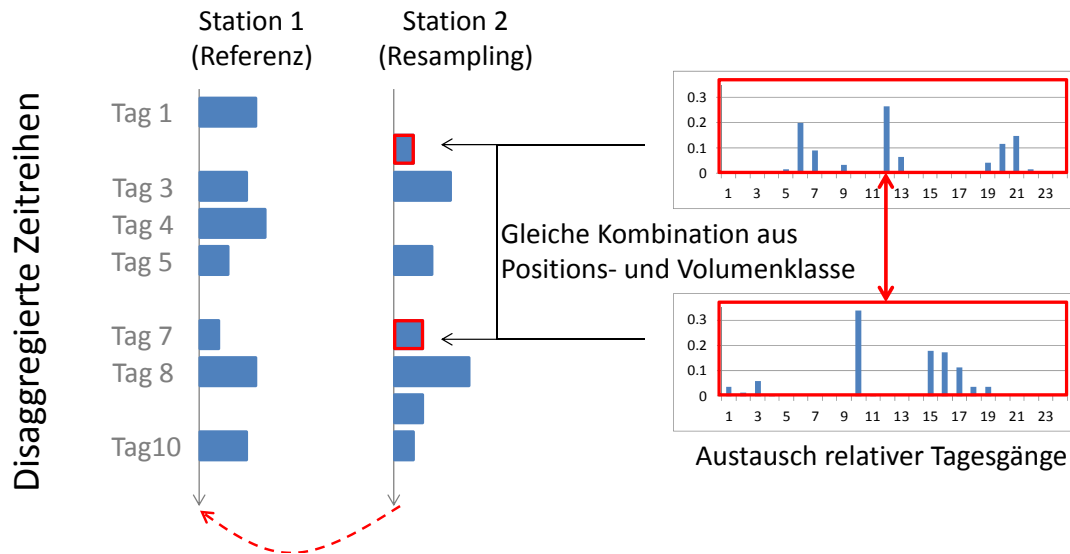 Station 1
(Referenz)
Station 2
(Resampling)
Disaggregierte Zeitreihen
Tag 1
Tag 3
Tag 4
Tag 5
Tag 7
Tag 8
Tag10
Gleiche Kombination aus
Positions- und Volumenklasse
0.3
0.2
0.1
0
1 3 5 7 9 11 13 15 17 19 21 23
0.3
0.2
0.1
0
1 3 5 7 9 11 13 15 17 19 21 23
Austausch relativer Tagesgänge